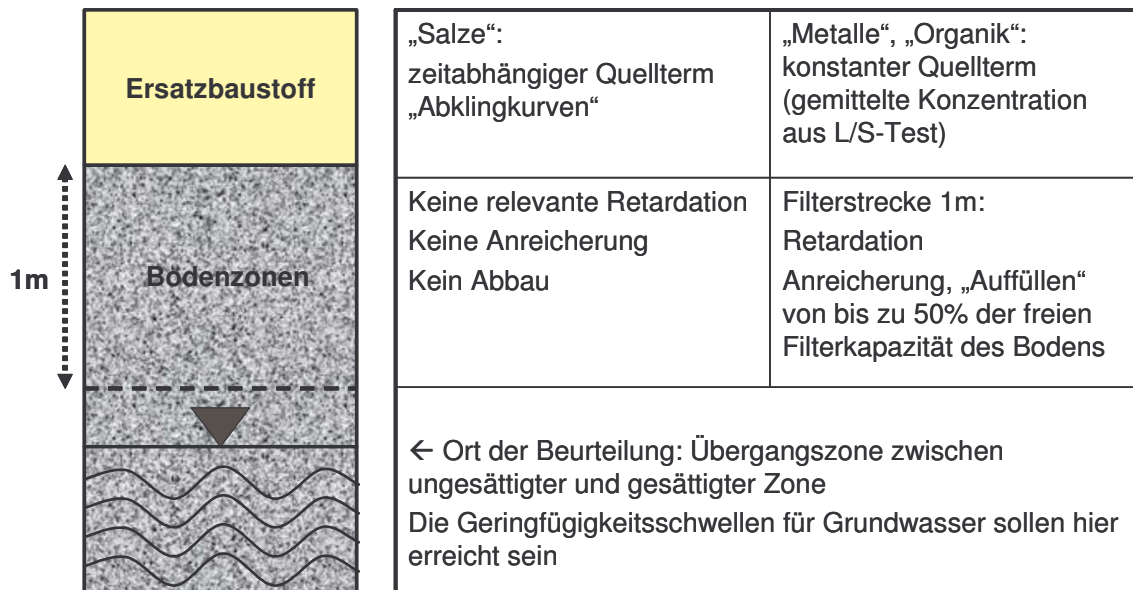 Ersatzbaustoff
1m
Bodenzonen
„Salze“:
zeitabhängiger Quellterm
„Abklingkurven“
„Metalle“, „Organik“:
konstanter Quellterm
(gemittelte Konzentration
aus L/S-Test)
Keine relevante Retardation
Keine Anreicherung
Kein Abbau
Filterstrecke 1m:
Retardation
Anreicherung, „Auffüllen“
von bis zu 50% der freien
Filterkapazität des Bodens
← Ort der Beurteilung: Übergangszone zwischen
ungesättigter und gesättigter Zone
Die Geringfügigkeitsschwellen für Grundwasser sollen hier
erreicht sein